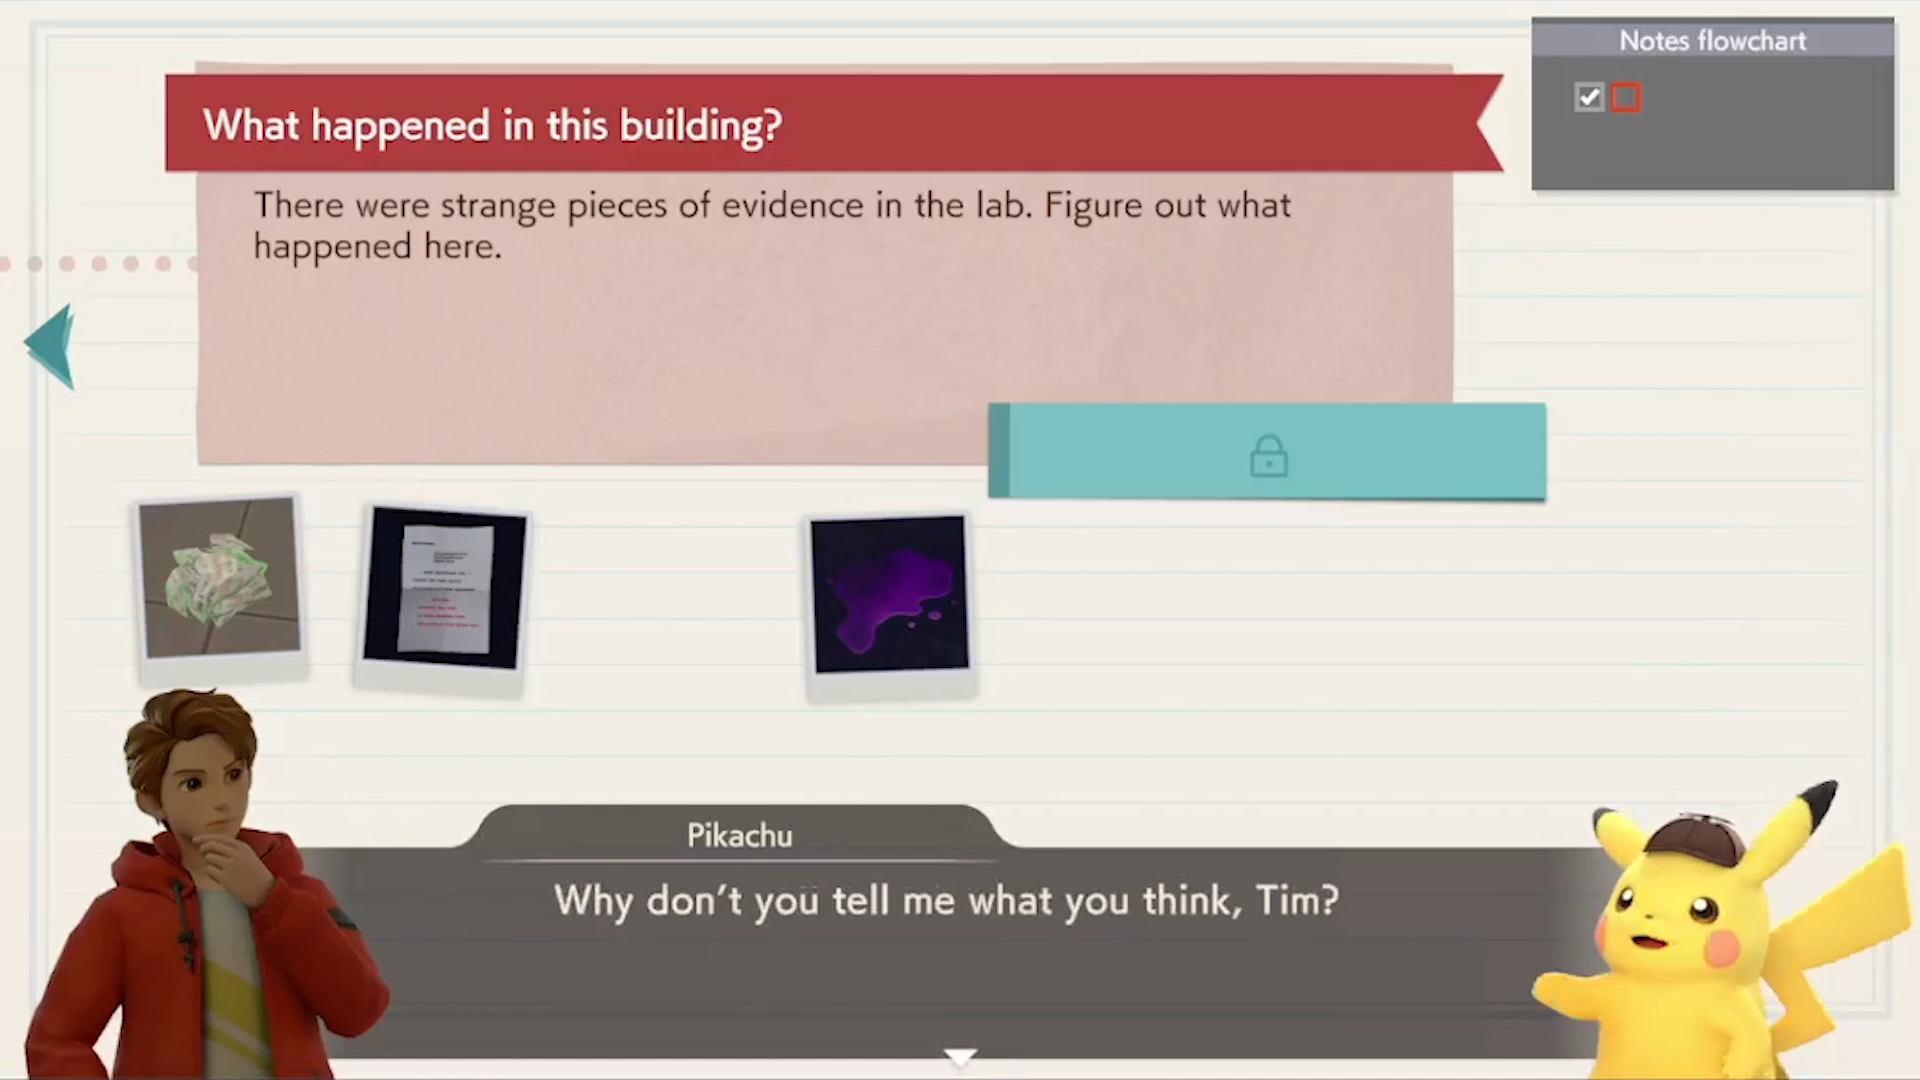 Notes flowchart
What happened in this building?
There were strange pieces of evidence in the lab. Figure out what
happened here.
Pikachu
Why don't you tell me what you think, Tim?